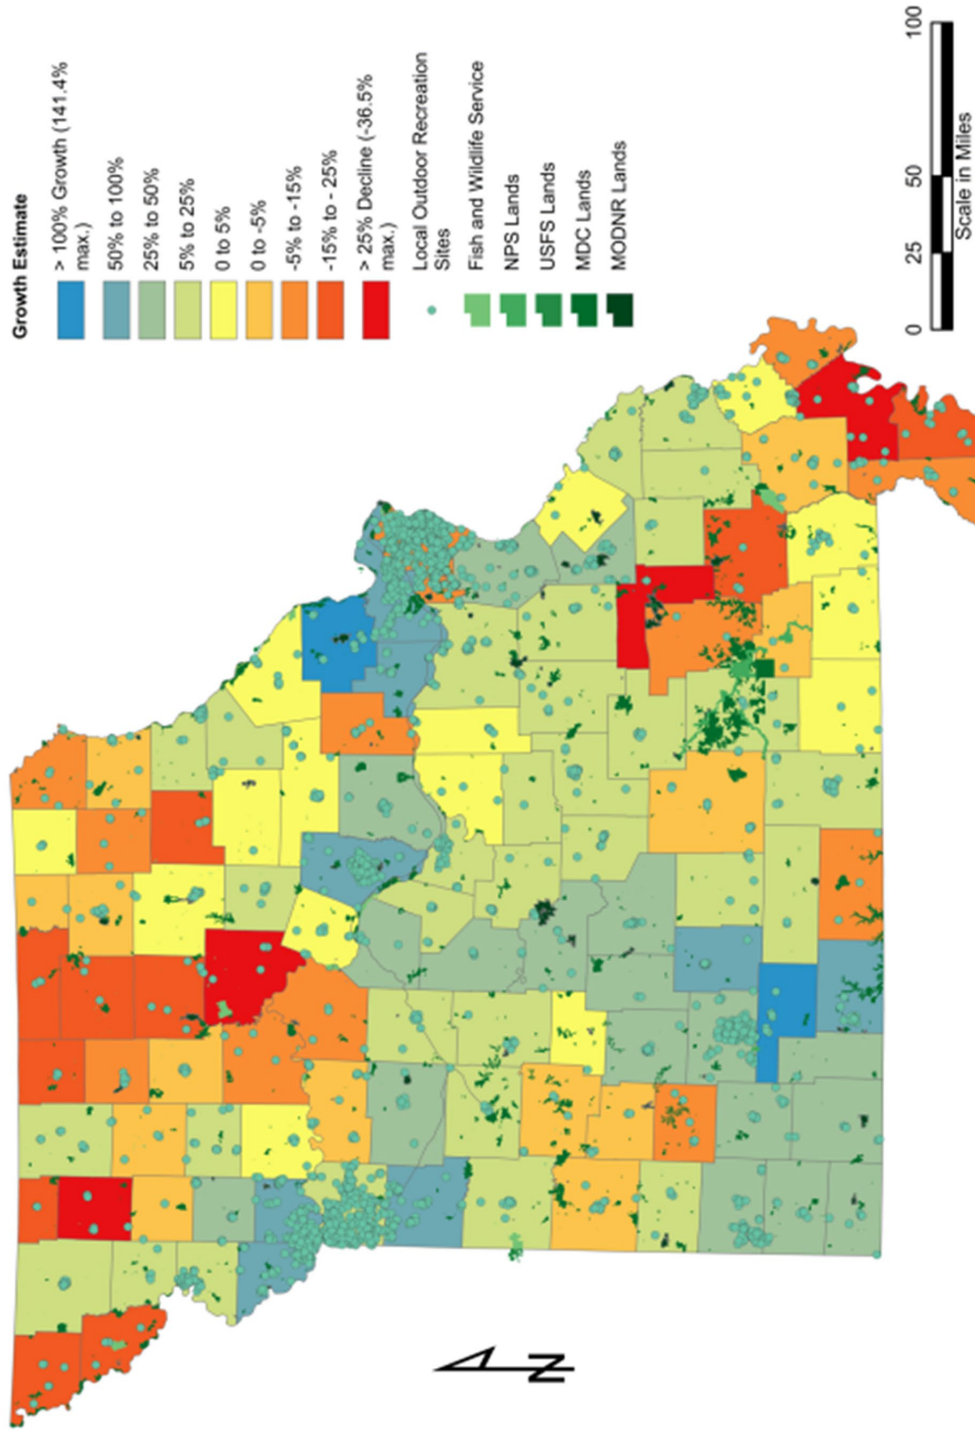 Growth Estimate
> 100% Growth (141.4%
max.)
50% to 100%
25% to 50%
5% to 25%
0 to 5%
0 to -5%
-5% to -15%
-15% to - 25%
> 25% Decline (-36.5%
max.)
Local Outdoor Recreation
Sites
Fish and Wildlife Service
NPS Lands
USFS Lands
MDC Lands
MODNR Lands
0 25 50 100
Scale in Miles
N